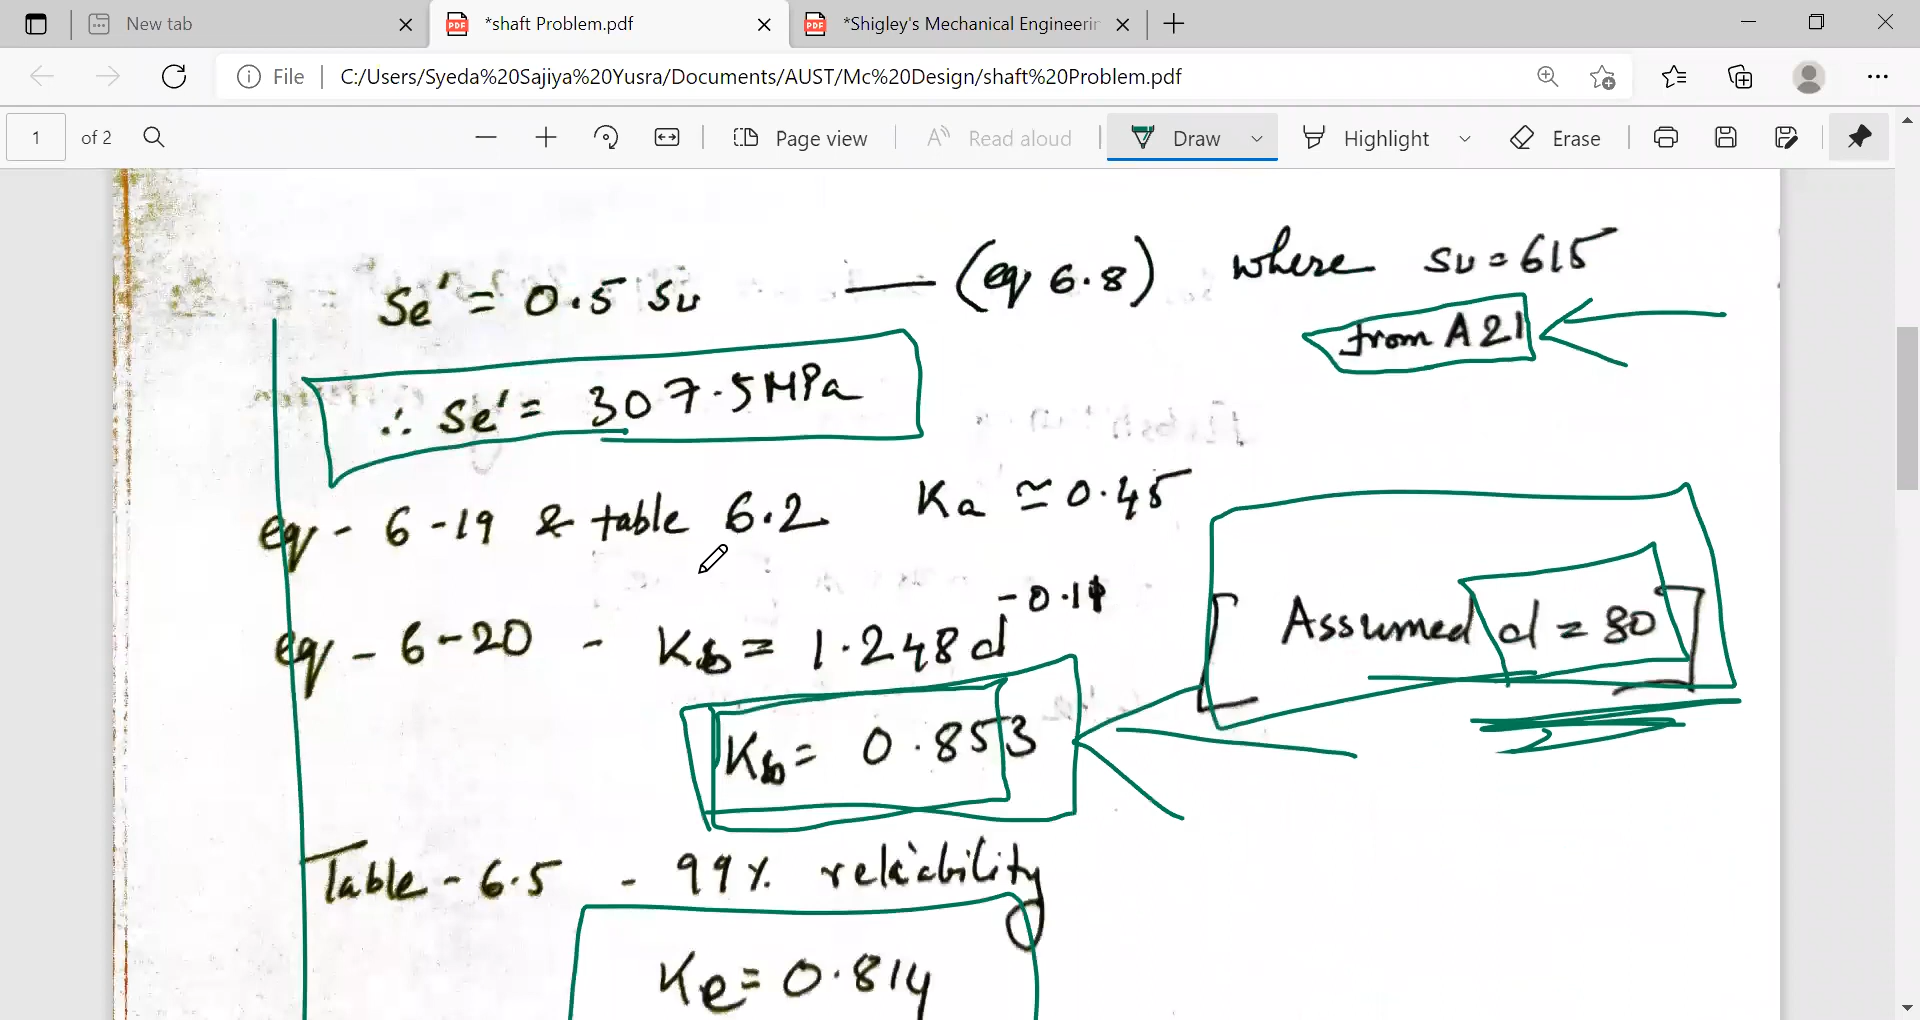 New tab
*shaft Problem.pdf
*Shigley's Mechanical Engineerin
File
C:/Users/Syeda%20Sajiya%20Yusra/Documents/AUST/Mc%20Design/shaft%20Problem.pdf
1 of 2
Page view
Read aloud
Draw
Highlight
Erase
Se' = 0.5 Su — (eq 6.8) where Su = 615
from A21
∴ Se' = 307.5 MPa
eq - 6-19 & table 6.2 Ka ≃ 0.45
eq - 6-20 - Kb = 1.248 d
[Assumed d = 80]
Kb = 0.853
Table - 6.5 - 99% reliability
Ke = 0.814